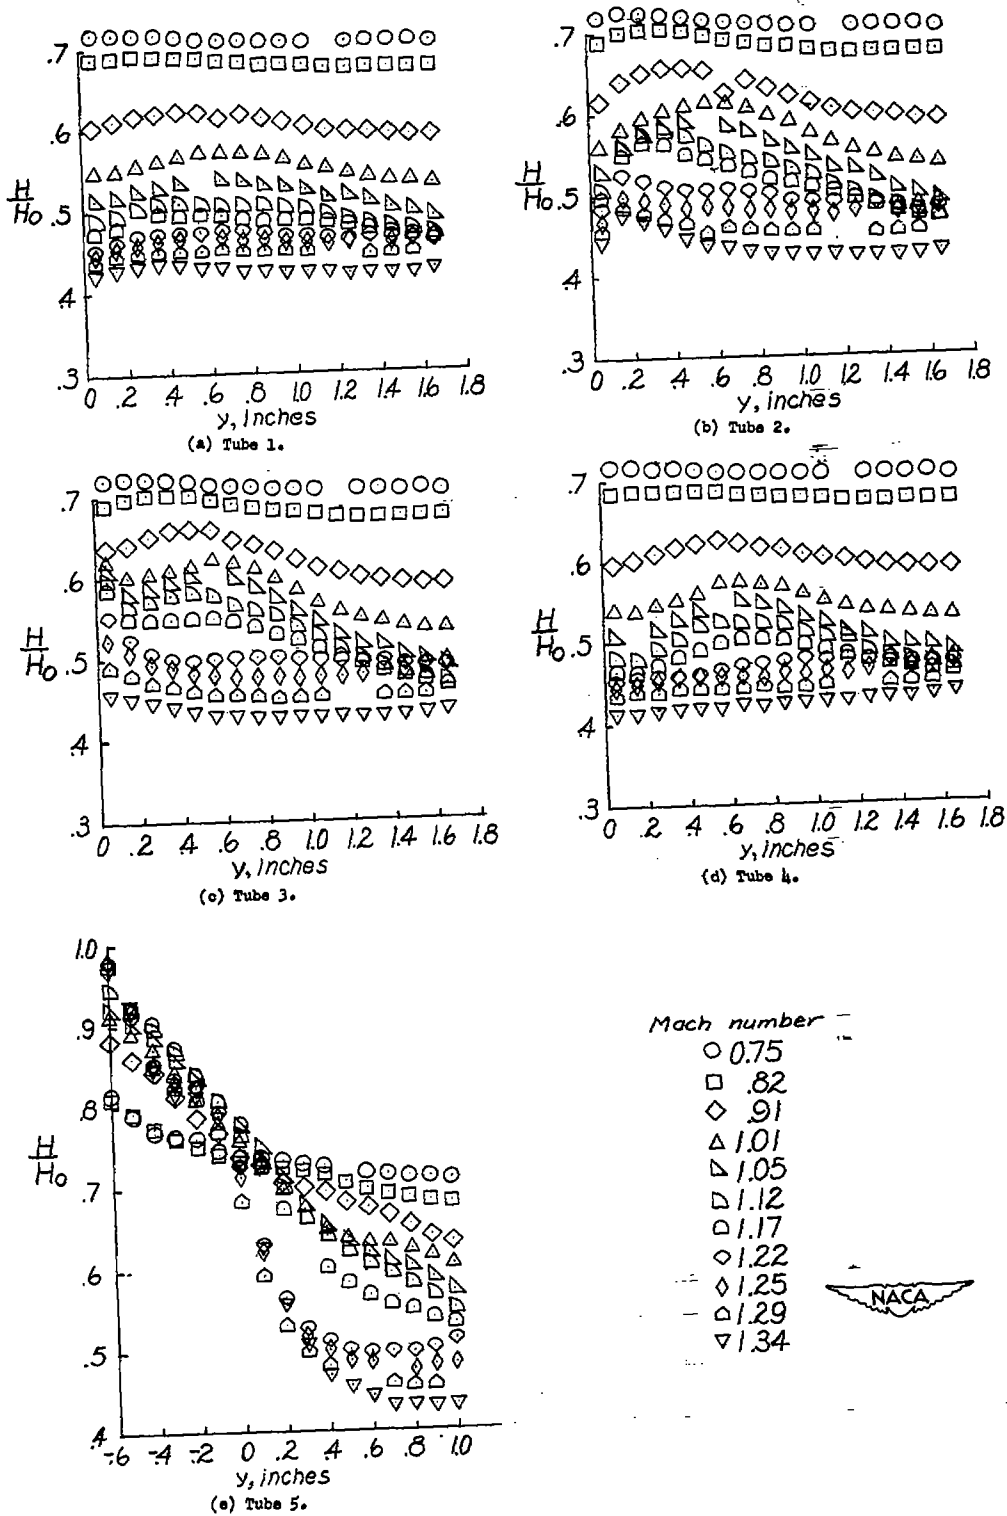 .7
.6
.5
.4
.3
H/H₀
0 .2 .4 .6 .8 1.0 1.2 1.4 1.6 1.8
y, inches
(a) Tube 1.
.7
.6
.5
.4
.3
H/H₀
0 .2 .4 .6 .8 1.0 1.2 1.4 1.6 1.8
y, inches
(b) Tube 2.
.7
.6
.5
.4
.3
H/H₀
0 .2 .4 .6 .8 1.0 1.2 1.4 1.6 1.8
y, inches
(c) Tube 3.
.7
.6
.5
.4
.3
H/H₀
0 .2 .4 .6 .8 1.0 1.2 1.4 1.6 1.8
y, inches
(d) Tube 4.
1.0
.9
.8
.7
.6
.5
.4
H/H₀
-.6 -.4 -.2 0 .2 .4 .6 .8 1.0
y, inches
(e) Tube 5.
Mach number
0.75
.82
.91
1.01
1.05
1.12
1.17
1.22
1.25
1.29
1.34
NACA